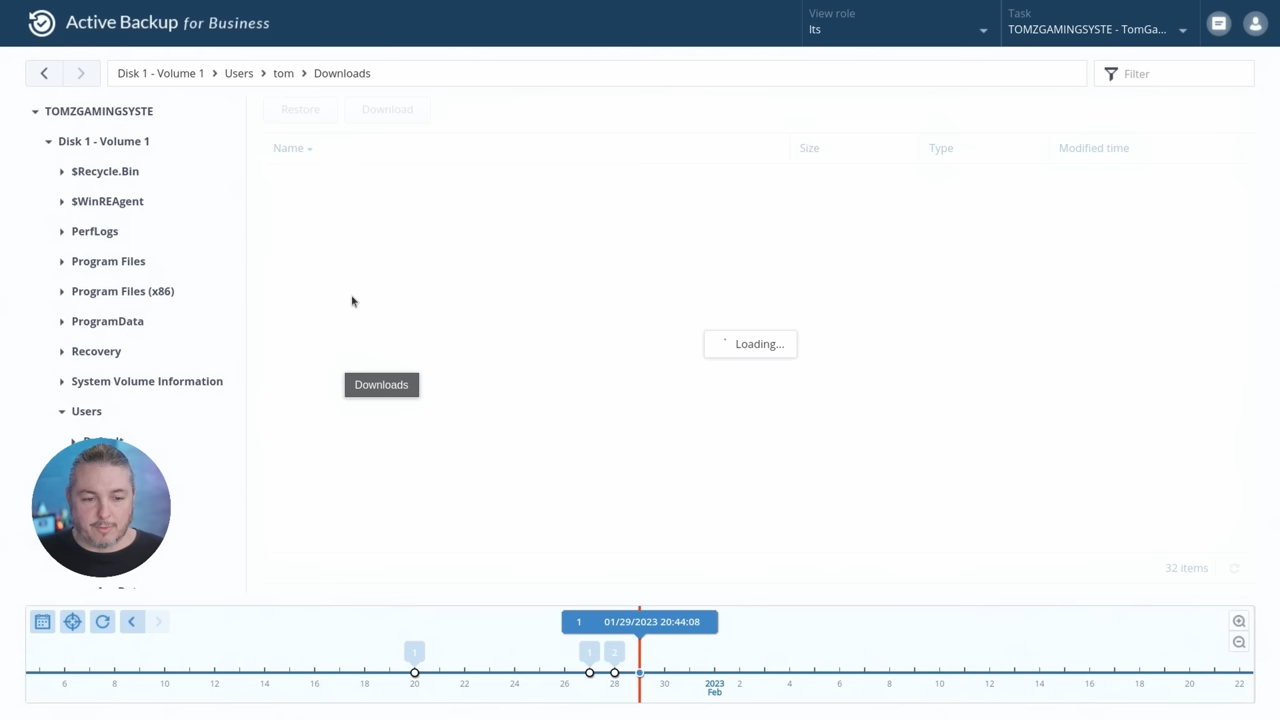 Active Backup for Business
View role
lts
Task
TOMZGAMINGSYSTE - TomGa...
Disk 1 - Volume 1 > Users > tom > Downloads
Filter
TOMZGAMINGSYSTE
Disk 1 - Volume 1
$Recycle.Bin
$WinREAgent
PerfLogs
Program Files
Program Files (x86)
ProgramData
Recovery
System Volume Information
Users
Restore
Download
Name
Size
Type
Modified time
Loading...
Downloads
32 items
1 01/29/2023 20:44:08
1
1
2
6 8 10 12 14 16 18 20 22 24 26 28 30 2023 2 4 6 8 10 12 14 16 18 20 22
Feb